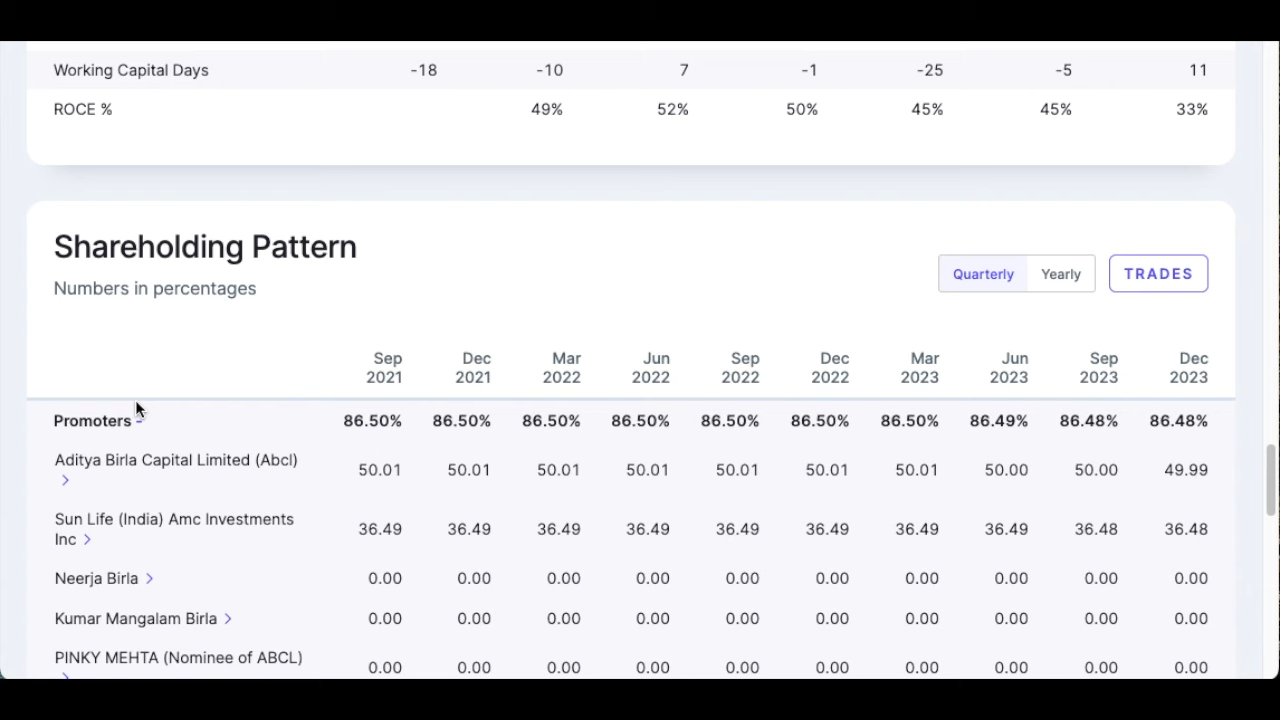 Working Capital Days -18 -10 7 -1 -25 -5 11
ROCE % 49% 52% 50% 45% 45% 33%
Shareholding Pattern
Numbers in percentages
Quarterly Yearly TRADES
Sep Dec Mar Jun Sep Dec Mar Jun Sep Dec
2021 2021 2022 2022 2022 2022 2023 2023 2023 2023
Promoters - 86.50% 86.50% 86.50% 86.50% 86.50% 86.50% 86.50% 86.49% 86.48% 86.48%
Aditya Birla Capital Limited (Abcl) 50.01 50.01 50.01 50.01 50.01 50.01 50.01 50.00 50.00 49.99
Sun Life (India) Amc Investments
Inc 36.49 36.49 36.49 36.49 36.49 36.49 36.49 36.49 36.48 36.48
Neerja Birla 0.00 0.00 0.00 0.00 0.00 0.00 0.00 0.00 0.00 0.00
Kumar Mangalam Birla 0.00 0.00 0.00 0.00 0.00 0.00 0.00 0.00 0.00 0.00
PINKY MEHTA (Nominee of ABCL) 0.00 0.00 0.00 0.00 0.00 0.00 0.00 0.00 0.00 0.00